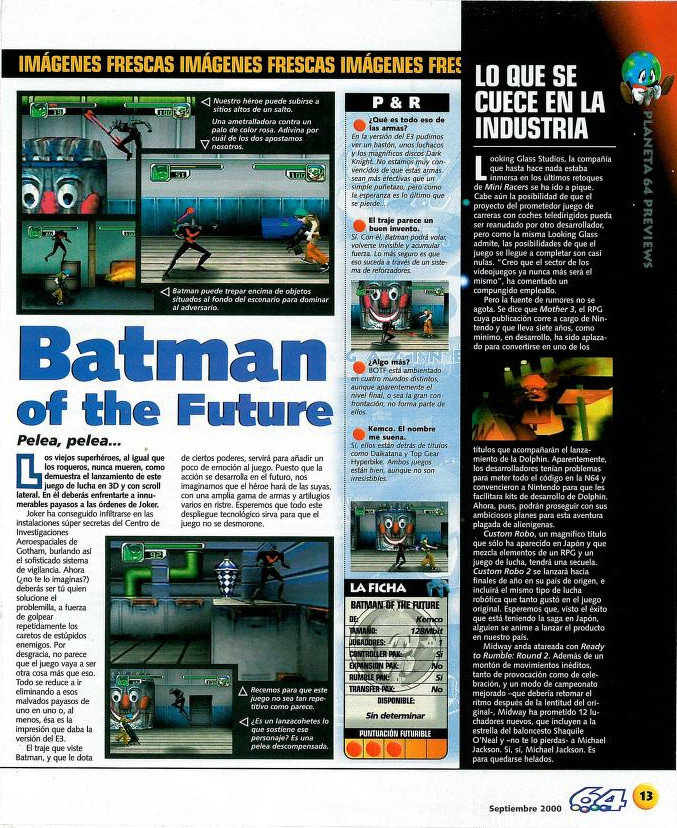 IMÁGENES FRESCAS IMÁGENES FRESCAS IMÁGENES FRES
Nuestro héroe puede subirse a
sitios altos de un salto.
Una ametralladora contra un
palo de color rosa. Adivina por
cuál de los dos apostamos
nosotros.
Batman puede trepar encima de objetos
situados al fondo del escenario para dominar
al adversario.
Batman
of the Future
Pelea, pelea...
Los viejos superhéroes, al igual que
los roqueros, nunca mueren, como
demuestra el lanzamiento de este
juego de lucha en 3D y con scroll
lateral. En él deberás enfrentarte a innu-
merables payasos a las órdenes de Joker.
Joker ha conseguido infiltrarse en las
instalaciones súper secretas del Centro de
Investigaciones
Aeroespaciales de
Gotham, burlando así
el sofisticado sistema
de vigilancia. Ahora
(¿no te lo imaginas?)
deberás ser tú quien
solucione el
problemilla, a fuerza
de golpear
repetidamente los
caretos de estúpidos
enemigos. Por
desgracia, no parece
que el juego vaya a ser
otra cosa más que eso.
Todo se reduce a ir
eliminando a esos
malvados payasos de
uno en uno o, al
menos, ésa es la
impresión que daba la
versión del E3.
El traje que viste
Batman, y que le dota
de ciertos poderes, servirá para añadir un
poco de emoción al juego. Puesto que la
acción se desarrolla en el futuro, nos
imaginamos que el héroe hará de las suyas,
con una amplia gama de armas y artilugios
varios en ristre. Esperemos que todo este
despliegue tecnológico sirva para que el
juego no se desmorone.
Recemos para que este
juego no sea tan repe-
titivo como parece.
¿Es un lanzacohetes lo
que sostiene ese
personaje? Es una
pelea descompensada.
P & R
¿Qué es todo eso de
las armas?
En la versión del E3 pudimos
ver un bastón, unos luchacos
y los magníficos discos Dark
Knight. No estamos muy con-
vencidos de que estas armas
sean más efectivas que un
simple puñetazo, pero como
la esperanza es lo último que
se pierde...
El traje parece un
buen invento.
Sí. Con él, Batman podrá volar,
volverse invisible y acumular
fuerza. Lo más seguro es que
eso suceda a través de un siste-
ma de reforzadores.
¿Algo más?
BOTF está ambientado
en cuatro mundos distintos,
aunque aparentemente el
nivel final, o sea la gran con-
frontación, no forma parte de
ellos.
Kemco. El nombre
me suena.
Sí, ellos están detrás de títulos
como Daikatana y Top Gear
Hyperbike. Ambos juegos
están bien, aunque no son
irresistibles.
LA FICHA
BATMAN OF THE FUTURE
DE: Kemco
TAMAÑO: 128Mbit
JUGADORES: 1
CONTROLLER PAK: Sí
EXPANSION PAK: No
RUMBLE PAK: Sí
TRANSFER PAK: No
DISPONIBLE:
Sin determinar
PUNTUACIÓN FUTURIBLE
LO QUE SE
CUECE EN LA
INDUSTRIA
Looking Glass Studios, la compañía
que hasta hace nada estaba
inmersa en los últimos retoques
de Mini Racers se ha ido a pique.
Cabe aún la posibilidad de que el
proyecto del prometedor juego de
carreras con coches teledirigidos pueda
ser reanudado por otro desarrollador,
pero como la misma Looking Glass
admite, las posibilidades de que el
juego se llegue a completar son casi
nulas. "Creo que el sector de los
videojuegos ya nunca más será el
mismo", ha comentado un
compungido empleado.
Pero la fuente de rumores no se
agota. Se dice que Mother 3, el RPG
cuya publicación corre a cargo de Nin-
tendo y que lleva siete años, como
mínimo, en desarrollo, ha sido aplaza-
do para convertirse en uno de los
títulos que acompañarán el lanza-
miento de la Dolphin. Aparentemente,
los desarrolladores tenían problemas
para meter todo el código en la N64 y
convencieron a Nintendo para que les
facilitara kits de desarrollo de Dolphin.
Ahora, pues, podrán proseguir con sus
ambiciosos planes para esta aventura
plagada de alienígenas.
Custom Robo, un magnífico título
que sólo ha aparecido en Japón y que
mezcla elementos de un RPG y un
juego de lucha, tendrá una secuela.
Custom Robo 2 se lanzará hacia
finales de año en su país de origen, e
incluirá el mismo tipo de lucha
robótica que tanto gustó en el juego
original. Esperemos que, visto el éxito
que está teniendo la saga en Japón,
alguien se anime a lanzar el producto
en nuestro país.
Midway anda atareada con Ready
to Rumble: Round 2. Además de un
montón de movimientos inéditos,
tanto de provocación como de cele-
bración, y un modo de campeonato
mejorado –que debería retomar el
ritmo después de la lentitud del ori-
ginal-, Midway ha prometido 12 lu-
chadores nuevos, que incluyen a la
estrella del baloncesto Shaquile
O'Neal y –no te lo pierdas- a Michael
Jackson. Sí, sí, Michael Jackson. Es
para quedarse helados.
PLANETA 64 PREVIEWS
Septiembre 2000
64
13